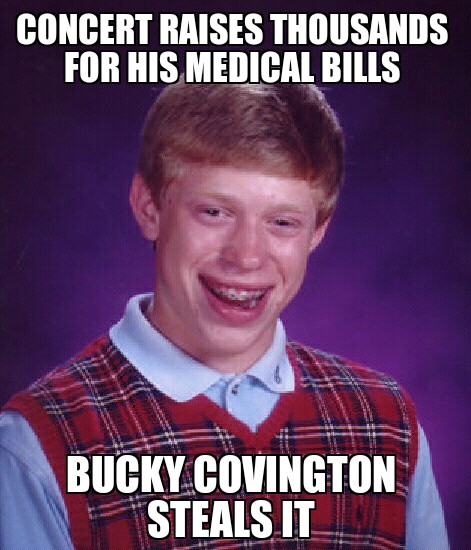 CONCERT RAISES THOUSANDS
FOR HIS MEDICAL BILLS
BUCKY COVINGTON
STEALS IT